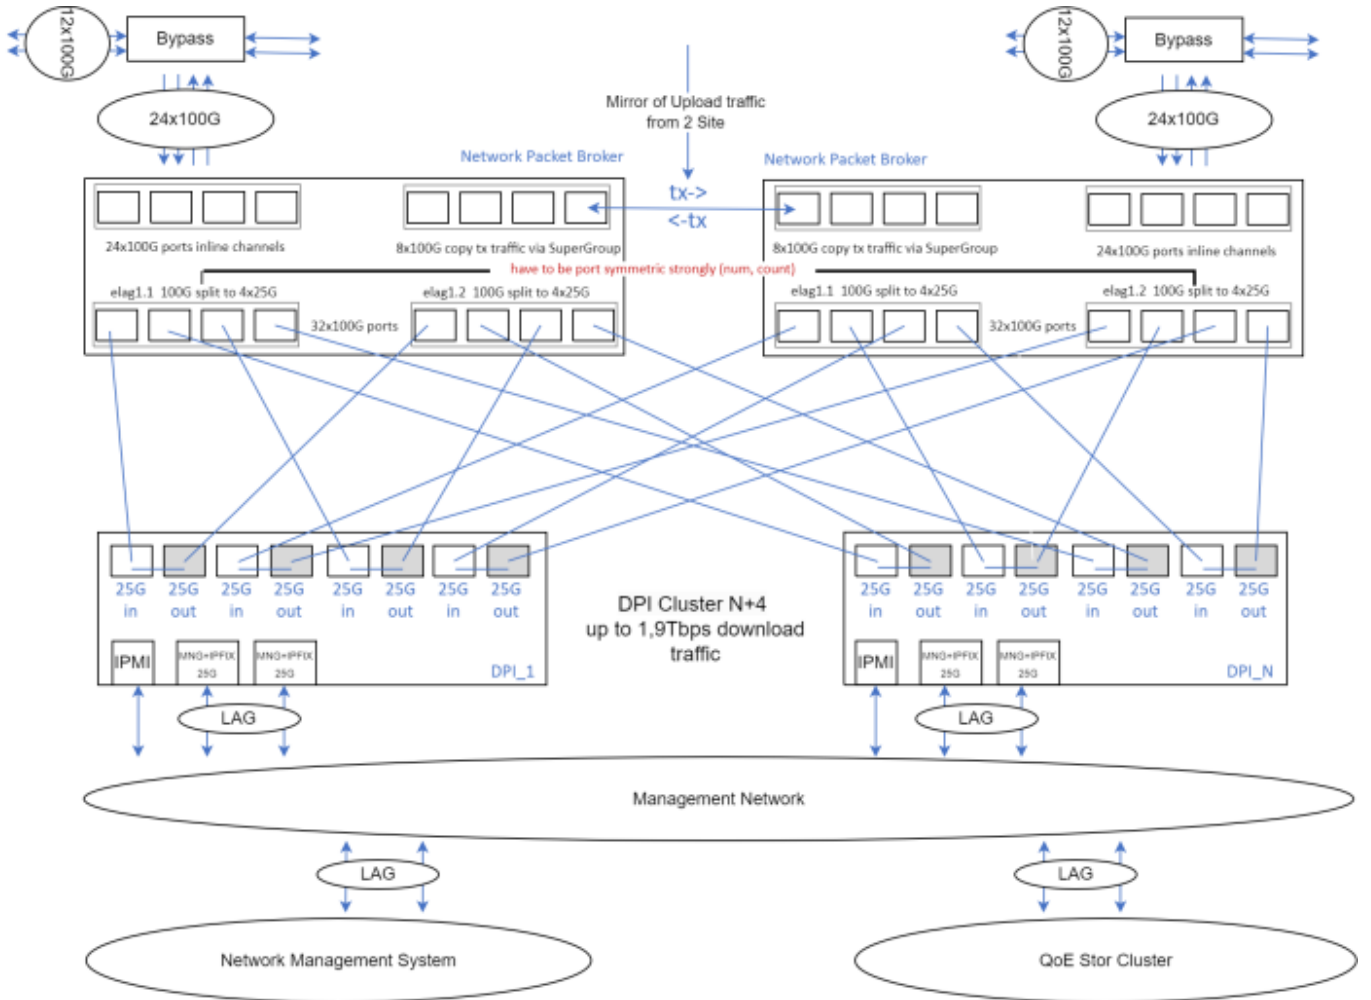 12x100G
Bypass
12x100G
Bypass
24x100G
24x100G
Mirror of Upload traffic
from 2 Site
Network Packet Broker
Network Packet Broker
tx->
<-tx
24x100G ports inline channels
8x100G copy tx traffic via SuperGroup
8x100G copy tx traffic via SuperGroup
24x100G ports inline channels
have to be port symmetric strongly (num, count)
elag1.1 100G split to 4x25G
elag1.2 100G split to 4x25G
elag1.1 100G split to 4x25G
elag1.2 100G split to 4x25G
32x100G ports
32x100G ports
25G 25G 25G 25G 25G 25G 25G 25G
in out in out in out in out
25G 25G 25G 25G 25G 25G 25G 25G
in out in out in out in out
DPI Cluster N+4
up to 1,9Tbps download
traffic
IPMI
MNG+IPFIX
25G
MNG+IPFIX
25G
DPI_1
IPMI
MNG+IPFIX
25G
MNG+IPFIX
25G
DPI_N
LAG
LAG
Management Network
LAG
LAG
Network Management System
QoE Stor Cluster